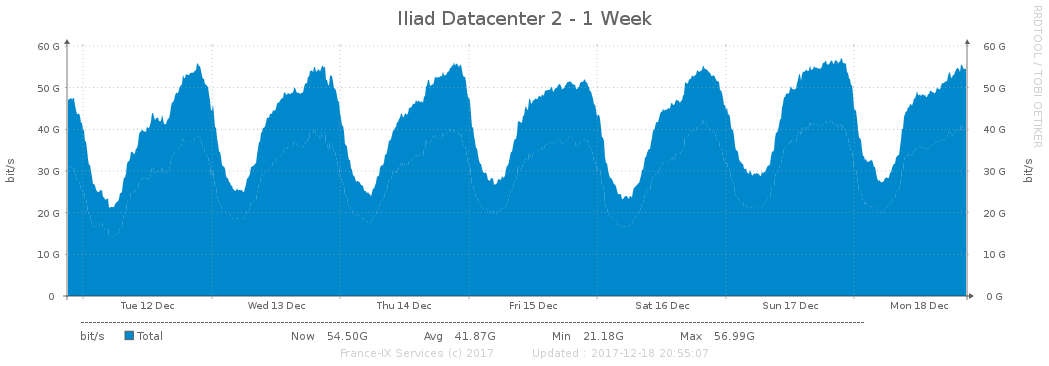 Iliad Datacenter 2 - 1 Week
RRDTOOL / TOBI OETIKER
60 G 60 G
50 G 50 G
40 G 40 G
30 G 30 G
20 G 20 G
10 G 10 G
0 0 G
bit/s
bit/s
Tue 12 Dec Wed 13 Dec Thu 14 Dec Fri 15 Dec Sat 16 Dec Sun 17 Dec Mon 18 Dec
bit/s Total Now 54.50G Avg 41.87G Min 21.18G Max 56.99G
France-IX Services (c) 2017 Updated : 2017-12-18 20:55:07